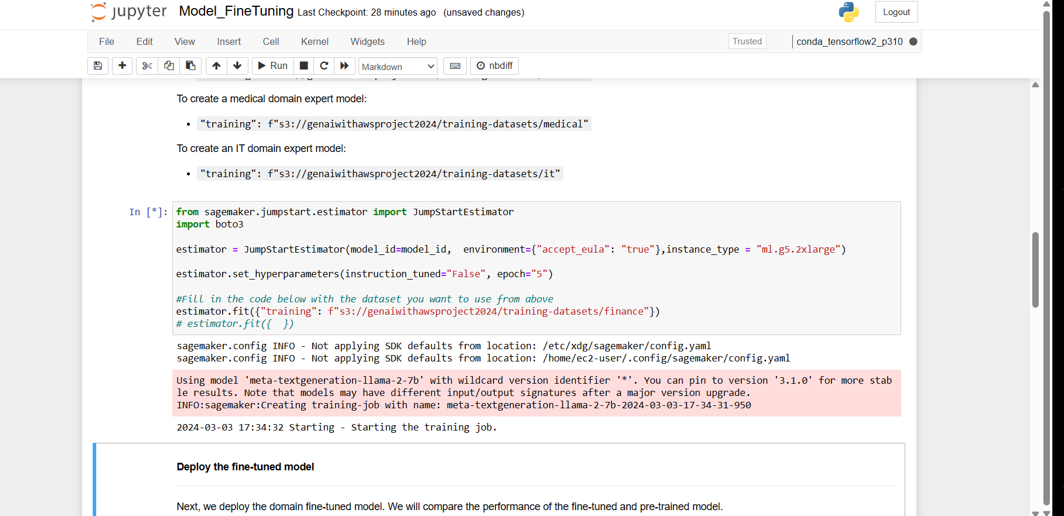 jupyter Model_FineTuning Last Checkpoint: 28 minutes ago (unsaved changes) Logout
File Edit View Insert Cell Kernel Widgets Help Trusted conda_tensorflow2_p310
Run Markdown nbdiff
To create a medical domain expert model:
• "training": f"s3://genaiwithawsproject2024/training-datasets/medical"
To create an IT domain expert model:
• "training": f"s3://genaiwithawsproject2024/training-datasets/it"
In [*]: from sagemaker.jumpstart.estimator import JumpStartEstimator
import boto3
estimator = JumpStartEstimator(model_id=model_id,  environment={"accept_eula": "true"},instance_type = "ml.g5.2xlarge")
estimator.set_hyperparameters(instruction_tuned="False", epoch="5")
#Fill in the code below with the dataset you want to use from above
estimator.fit({"training": f"s3://genaiwithawsproject2024/training-datasets/finance"})
# estimator.fit({  })
sagemaker.config INFO - Not applying SDK defaults from location: /etc/xdg/sagemaker/config.yaml
sagemaker.config INFO - Not applying SDK defaults from location: /home/ec2-user/.config/sagemaker/config.yaml
Using model 'meta-textgeneration-llama-2-7b' with wildcard version identifier '*'. You can pin to version '3.1.0' for more stab
le results. Note that models may have different input/output signatures after a major version upgrade.
INFO:sagemaker:Creating training-job with name: meta-textgeneration-llama-2-7b-2024-03-03-17-34-31-950
2024-03-03 17:34:32 Starting - Starting the training job.
Deploy the fine-tuned model
Next, we deploy the domain fine-tuned model. We will compare the performance of the fine-tuned and pre-trained model.